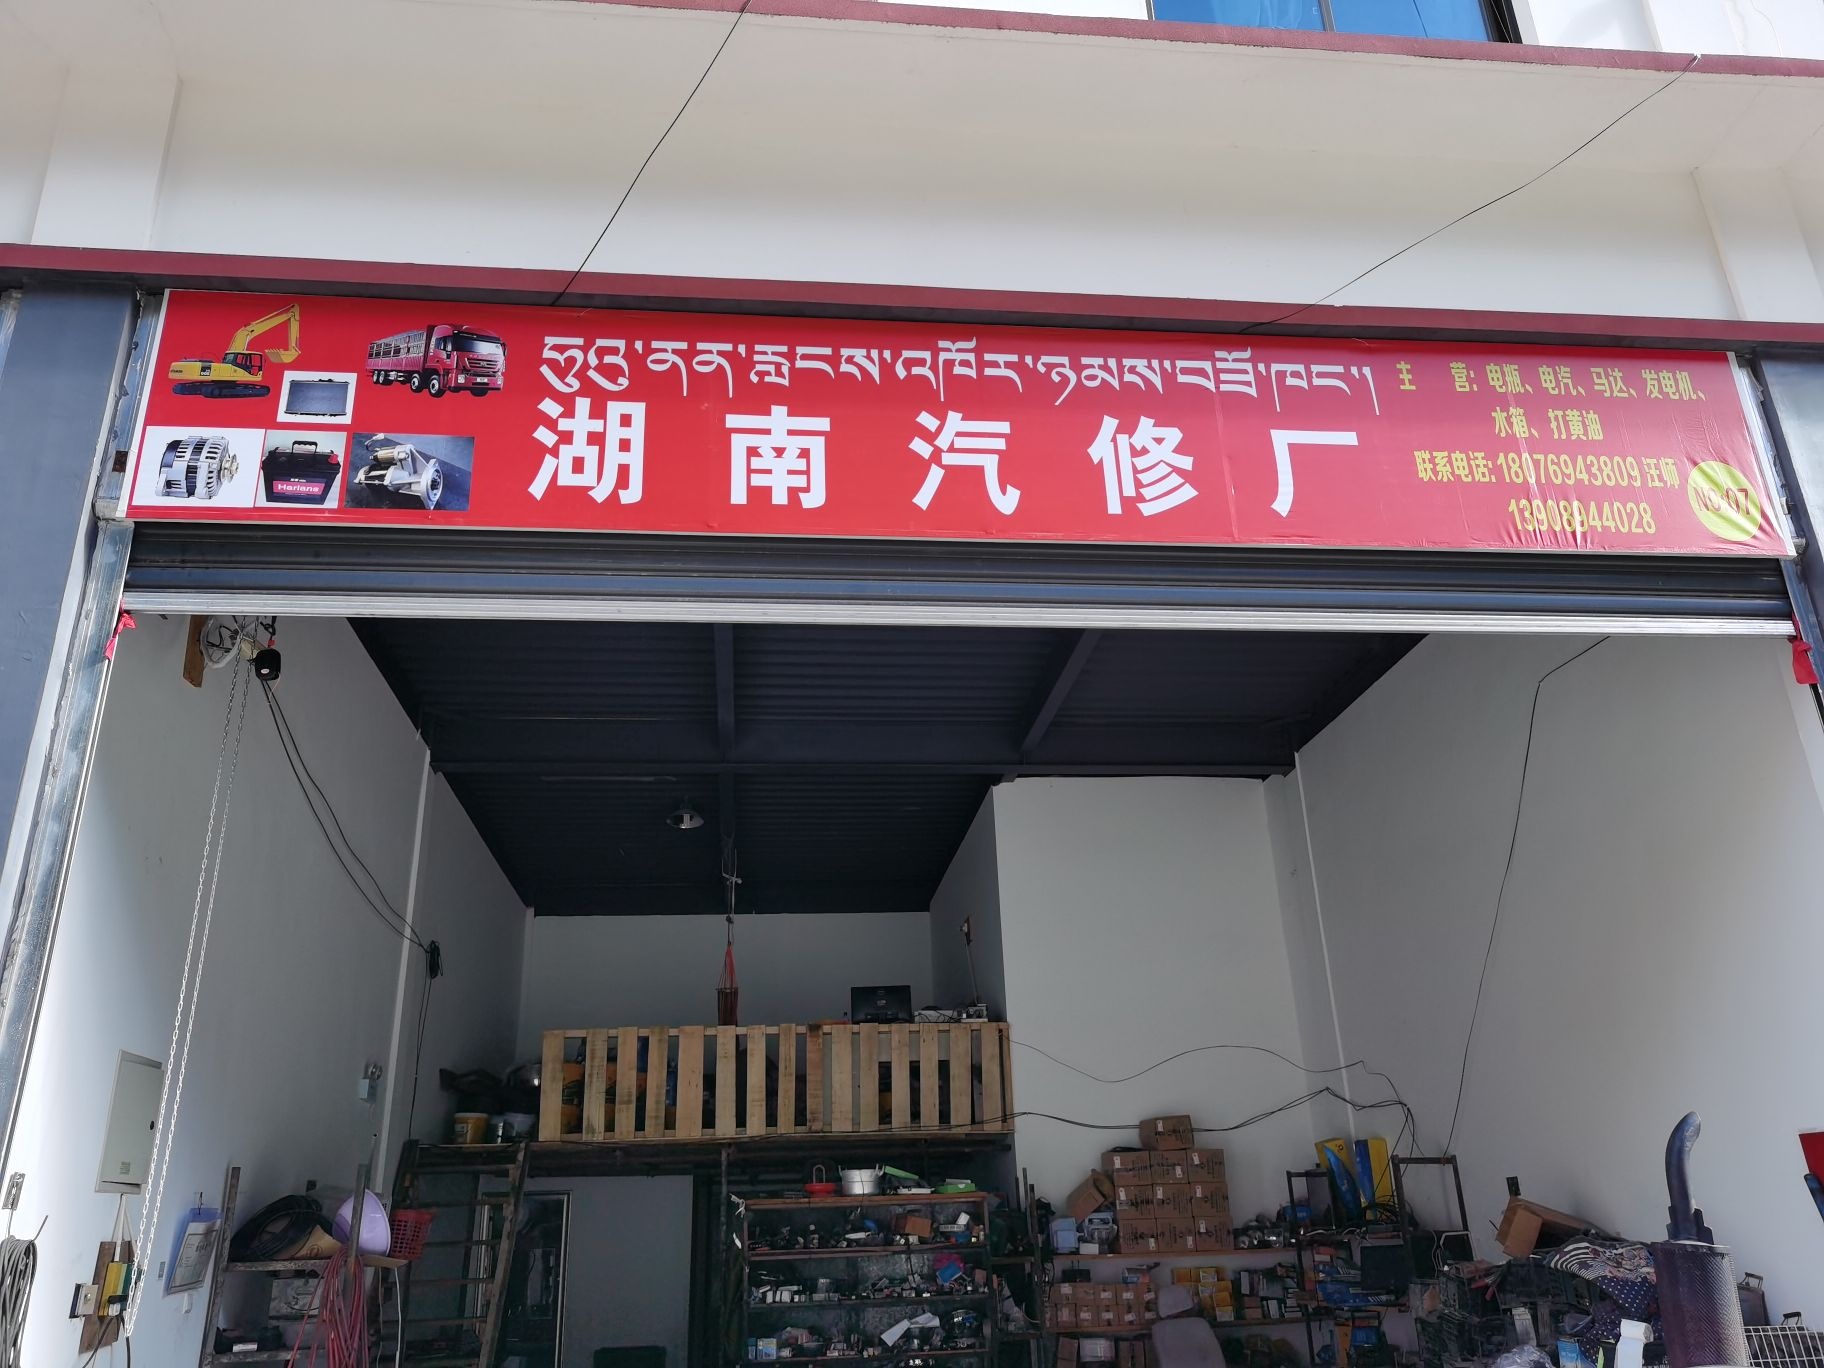 ཧུའུ་ནན་རླངས་འཁོར་ཉམས་བཟོ་ཁང་།
湖南汽修厂
主 营: 电瓶、电汽、马达、发电机、
水箱、打黄油
联系电话: 18076943809 汪师
13908944028
NO:07
Harlans